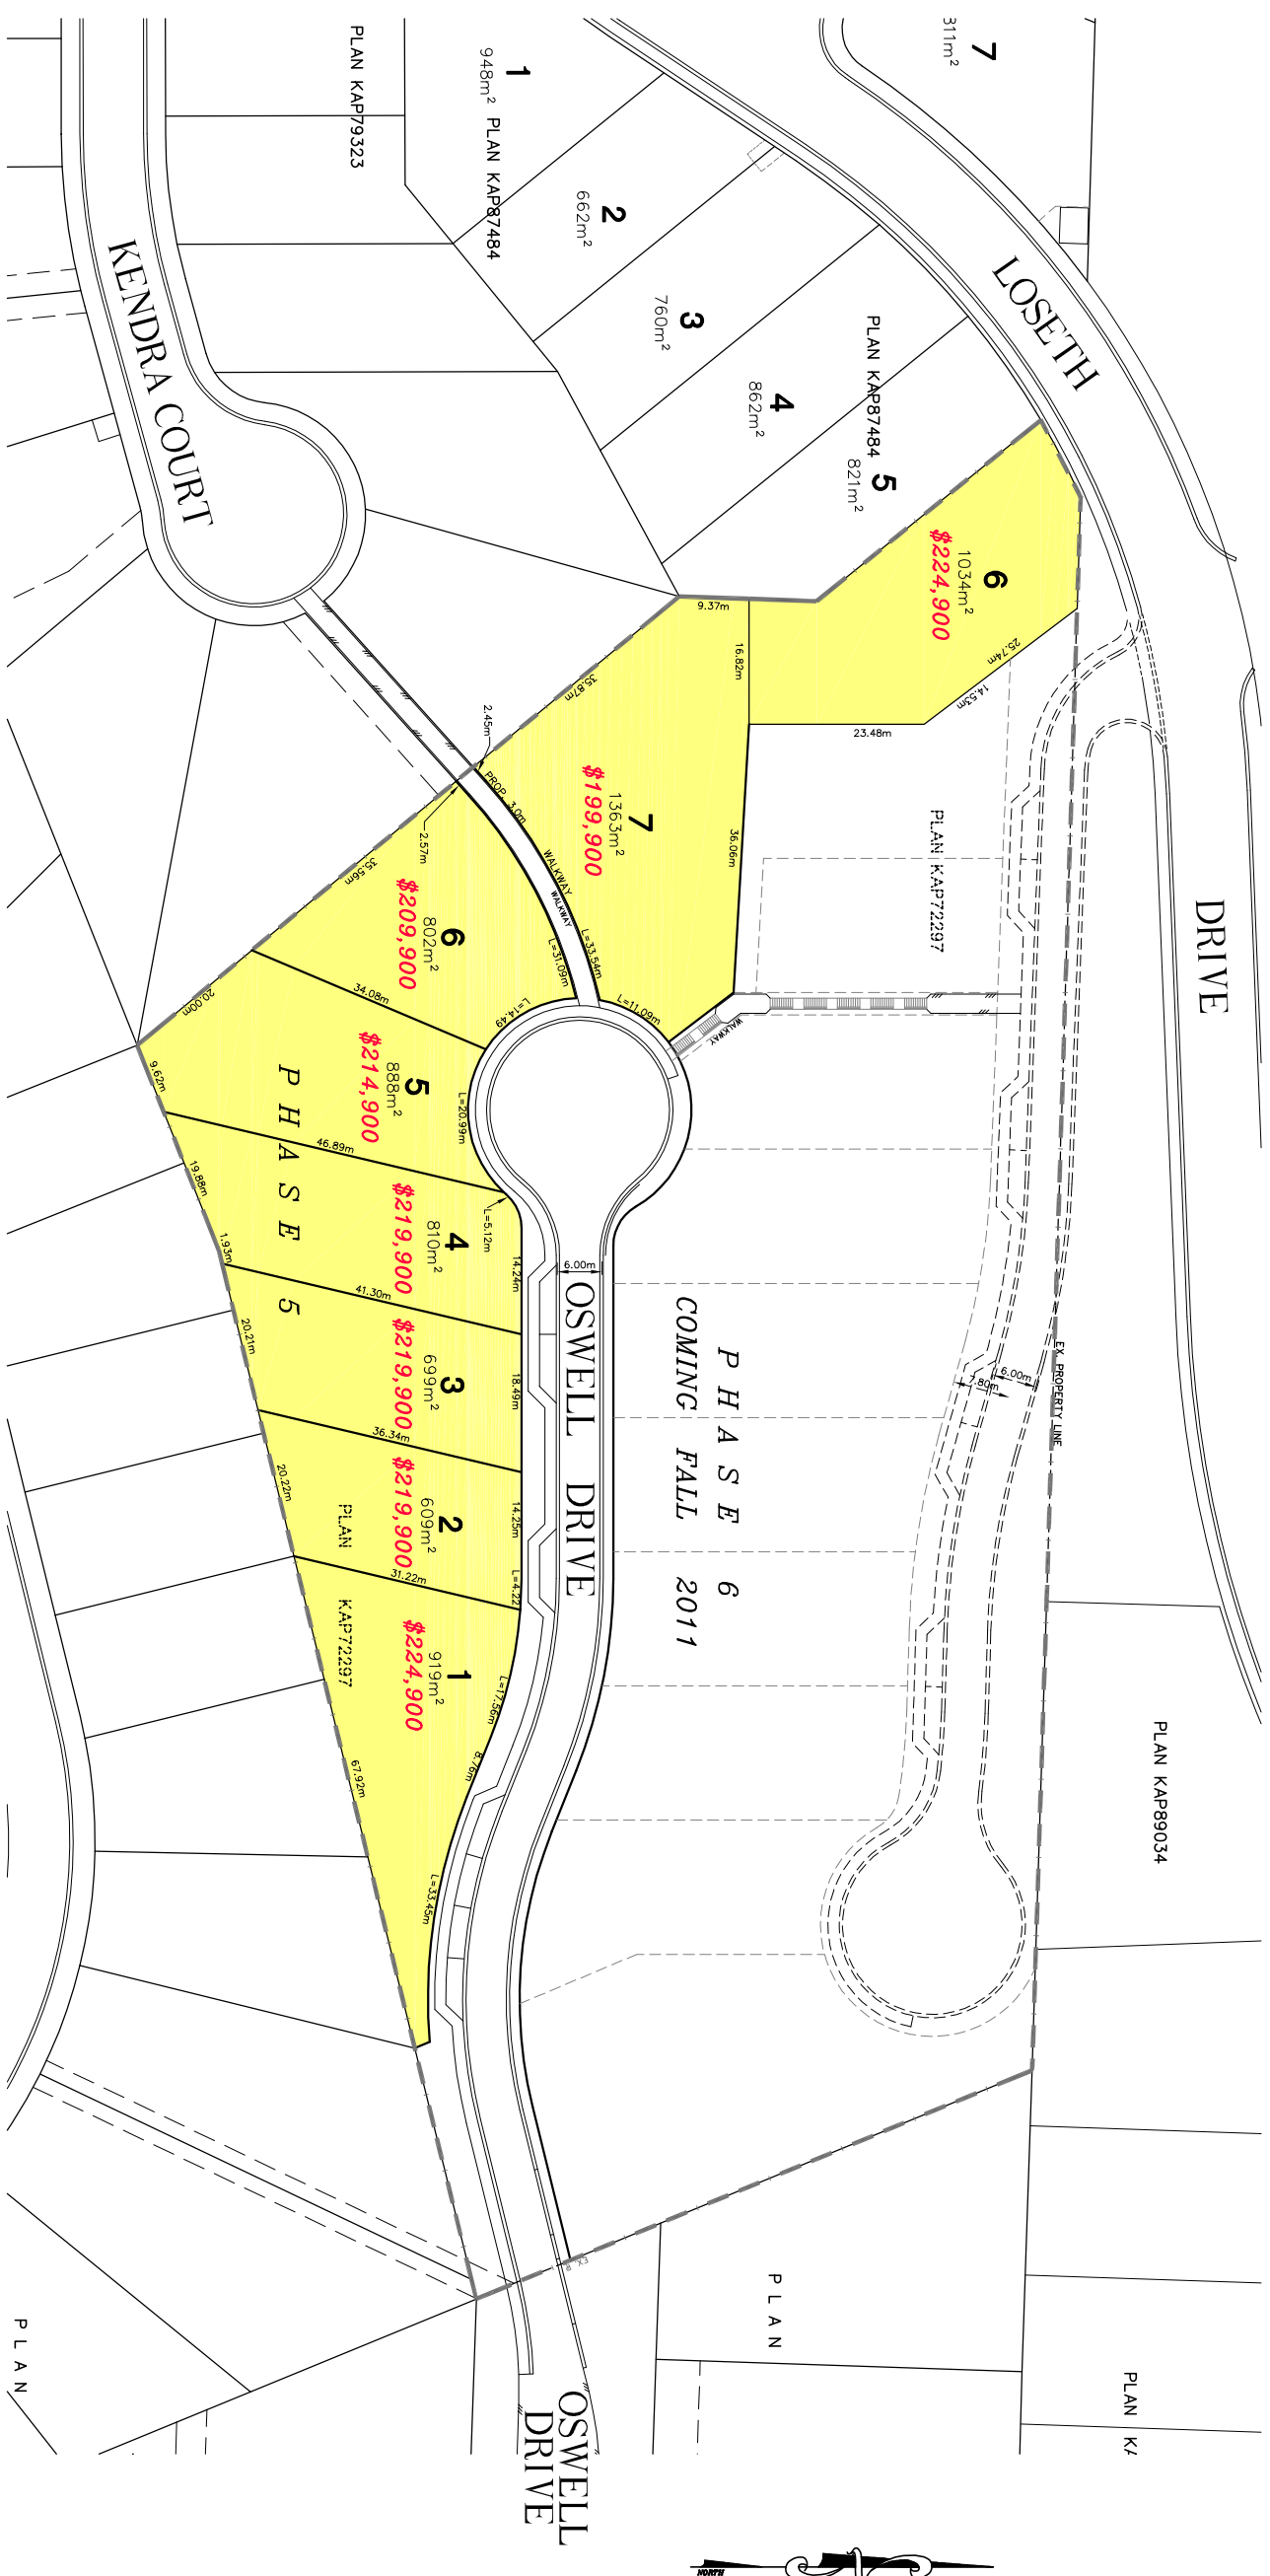 7
811m²
1
948m²
PLAN KAP87484
PLAN KAP79323
2
662m²
3
760m²
4
862m²
PLAN KAP87484
5
821m²
LOSETH
DRIVE
KENDRA COURT
6
1034m²
$224,900
25.74m
14.53m
23.48m
16.82m
9.37m
35.87m
2.45m
2.57m
7
1363m²
$199,900
36.06m
PROP. 3.0m
WALKWAY
WALKWAY
L=33.54m
L=31.09m
L=11.09m
WALKWAY
PLAN KAP72297
6
802m²
$209,900
35.56m
34.08m
L=14.49
20.00m
5
888m²
$214,900
L=20.99m
9.62m
46.89m
4
810m²
$219,900
L=5.12m
14.24m
19.88m
1.93m
41.30m
3
699m²
$219,900
18.49m
20.21m
36.34m
2
609m²
$219,900
14.25m
L=4.22
20.22m
31.22m
1
919m²
$224,900
L=17.56m
8.76m
L=33.45m
67.92m
PHASE 5
PLAN
KAP72297
6.00m
OSWELL DRIVE
PHASE 6
COMING FALL 2011
EX. PROPERTY LINE
6.00m
7.80m
PLAN KAP89034
EX.
PLAN
PLAN
PLAN
OSWELL
DRIVE
NORTH